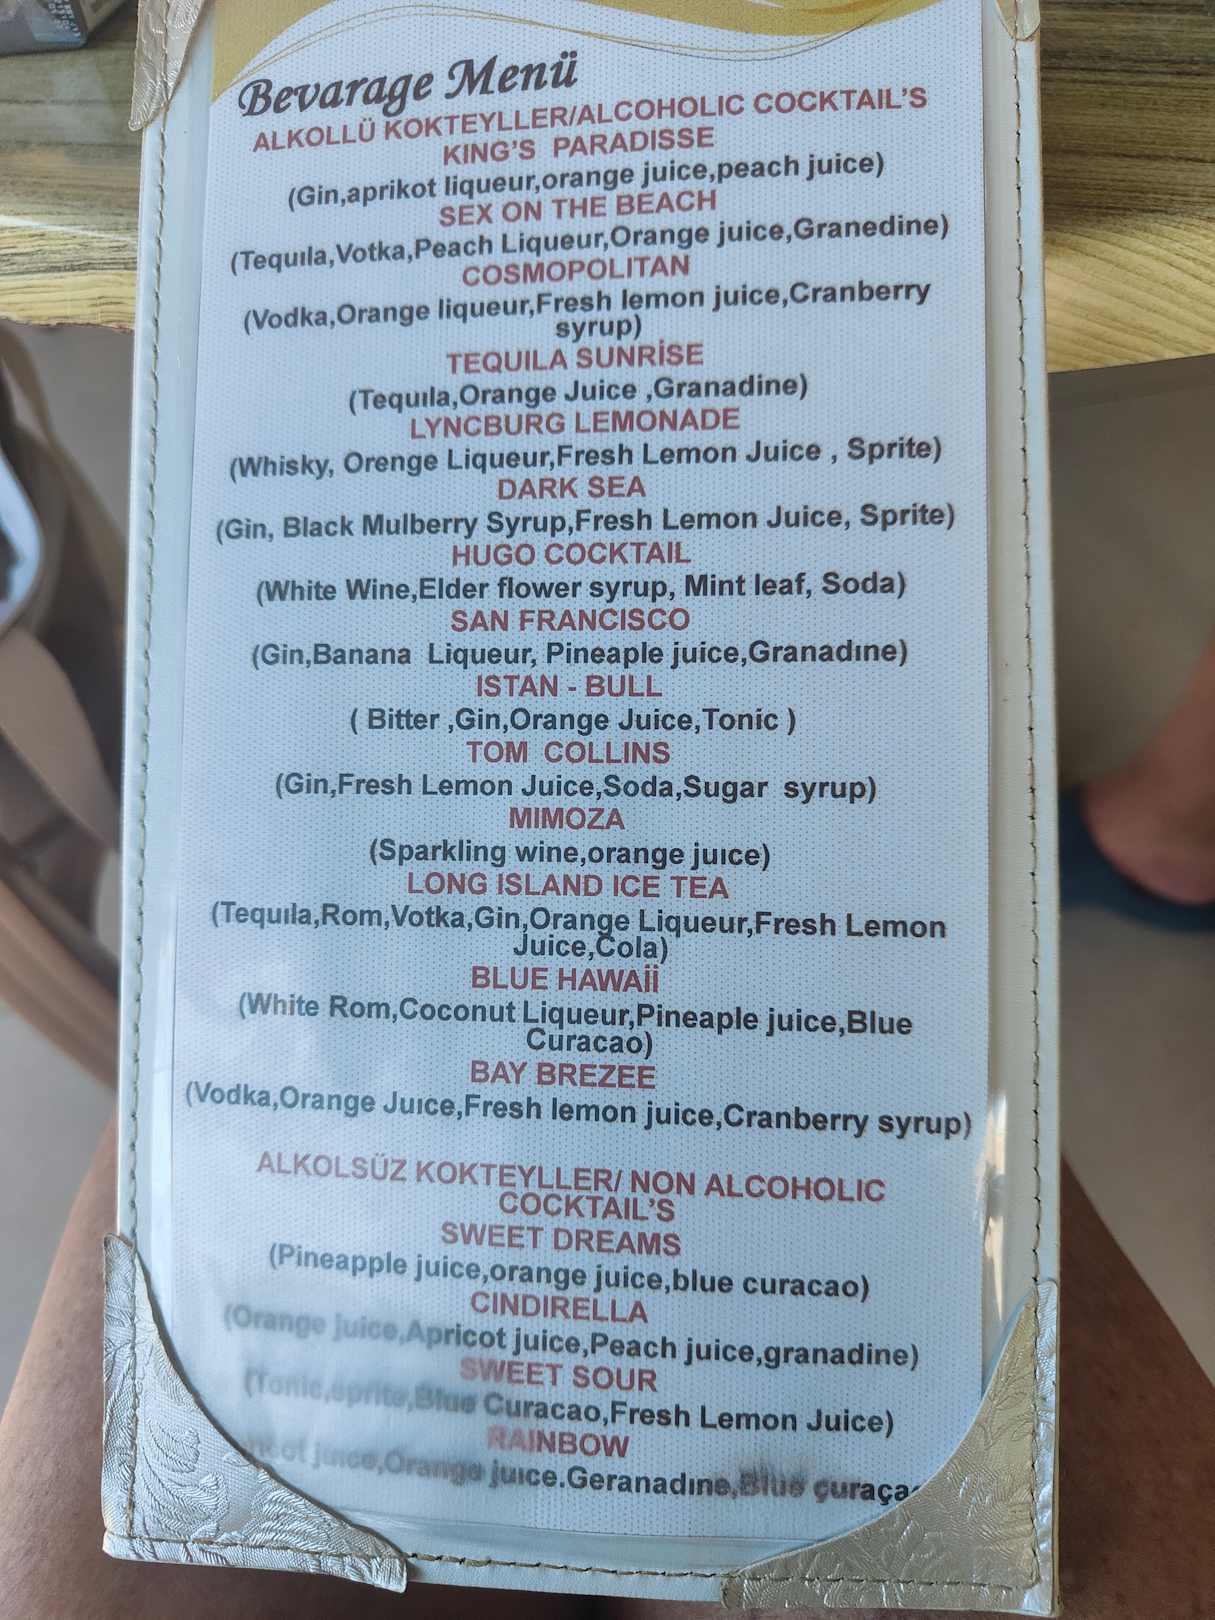 Bevarage Menü
ALKOLLÜ KOKTEYLLER/ALCOHOLIC COCKTAIL'S
KING'S PARADISSE
(Gin,aprikot liqueur,orange juice,peach juice)
SEX ON THE BEACH
(Tequıla,Votka,Peach Liqueur,Orange juice,Granedine)
COSMOPOLITAN
(Vodka,Orange liqueur,Fresh lemon juice,Cranberry
syrup)
TEQUILA SUNRİSE
(Tequıla,Orange Juice ,Granadine)
LYNCBURG LEMONADE
(Whisky, Orenge Liqueur,Fresh Lemon Juice , Sprite)
DARK SEA
(Gin, Black Mulberry Syrup,Fresh Lemon Juice, Sprite)
HUGO COCKTAIL
(White Wine,Elder flower syrup, Mint leaf, Soda)
SAN FRANCISCO
(Gin,Banana Liqueur, Pineaple juice,Granadıne)
ISTAN - BULL
( Bitter ,Gin,Orange Juice,Tonic )
TOM COLLINS
(Gin,Fresh Lemon Juice,Soda,Sugar syrup)
MIMOZA
(Sparkling wine,orange juıce)
LONG ISLAND ICE TEA
(Tequıla,Rom,Votka,Gin,Orange Liqueur,Fresh Lemon
Juice,Cola)
BLUE HAWAİİ
(White Rom,Coconut Liqueur,Pineaple juice,Blue
Curacao)
BAY BREZEE
(Vodka,Orange Juıce,Fresh lemon juice,Cranberry syrup)
ALKOLSÜZ KOKTEYLLER/ NON ALCOHOLIC
COCKTAIL'S
SWEET DREAMS
(Pineapple juice,orange juice,blue curacao)
CINDIRELLA
(Orange juice,Apricot juice,Peach juice,granadine)
SWEET SOUR
(Tonic,sprite,Blue Curacao,Fresh Lemon Juice)
RAINBOW
juice,Orange juıce.Geranadıne,Blue